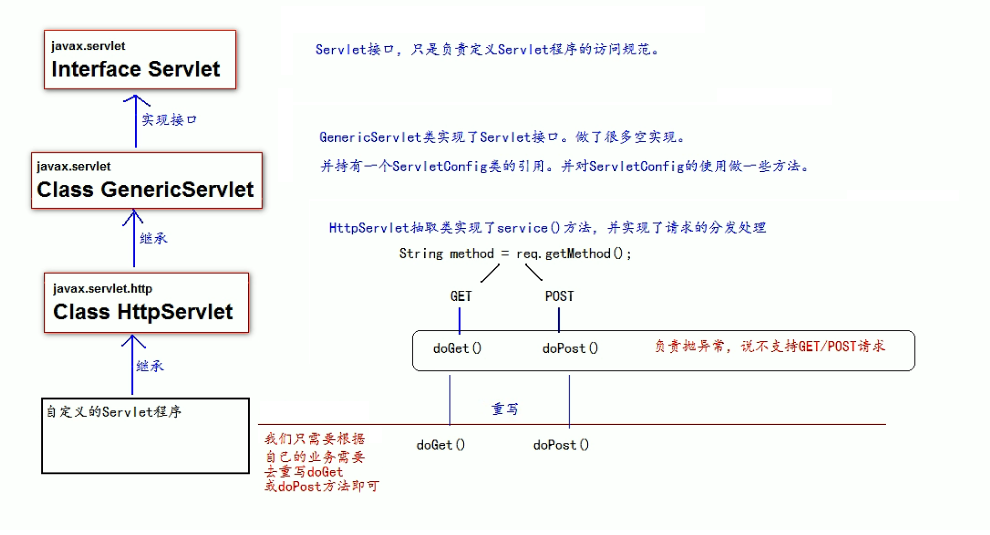 javax.servlet
Interface Servlet
Servlet接口，只是负责定义Servlet程序的访问规范。
实现接口
GenericServlet类实现了Servlet接口。做了很多空实现。
并持有一个ServletConfig类的引用。并对ServletConfig的使用做一些方法。
javax.servlet
Class GenericServlet
继承
HttpServlet抽取类实现了service()方法，并实现了请求的分发处理
String method = req.getMethod();
javax.servlet.http
Class HttpServlet
GET
POST
doGet()
doPost()
负责抛异常，说不支持GET/POST请求
继承
自定义的Servlet程序
重写
我们只需要根据
自己的业务需要
去重写doGet
或doPost方法即可
doGet()
doPost()